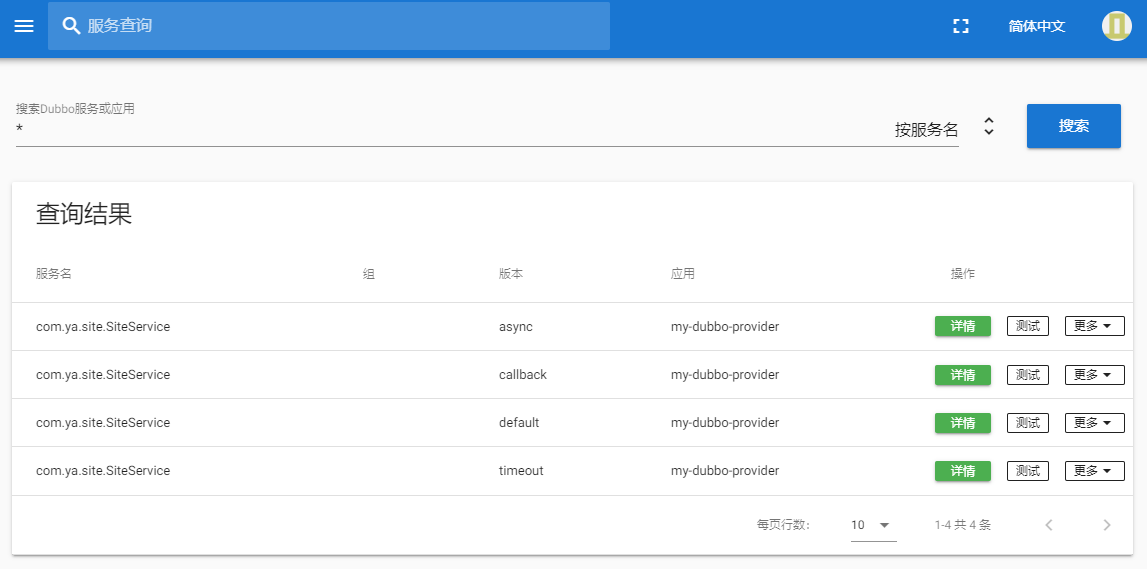 服务查询
简体中文
搜索Dubbo服务或应用
* 按服务名 搜索
查询结果
服务名 组 版本 应用 操作
com.ya.site.SiteService async my-dubbo-provider 详情 测试 更多
com.ya.site.SiteService callback my-dubbo-provider 详情 测试 更多
com.ya.site.SiteService default my-dubbo-provider 详情 测试 更多
com.ya.site.SiteService timeout my-dubbo-provider 详情 测试 更多
每页行数: 10 1-4 共 4 条